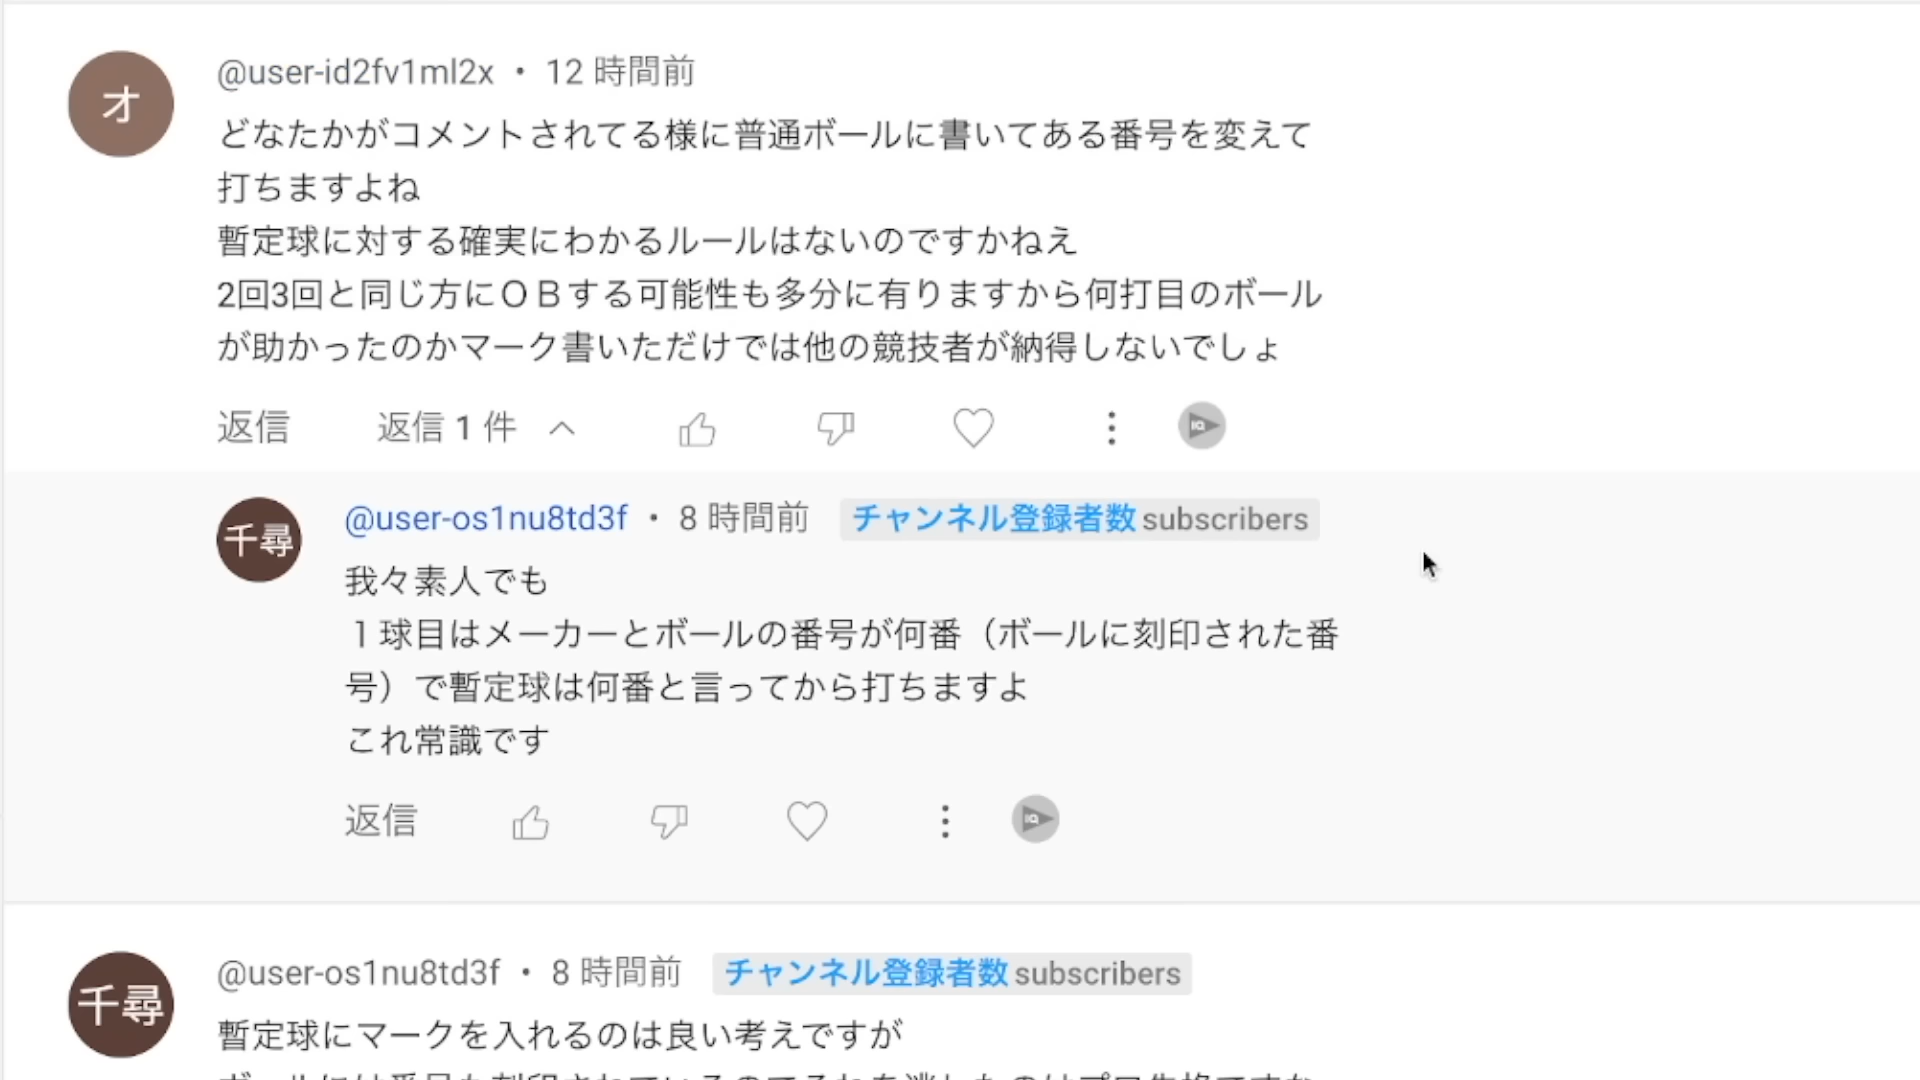 オ
@user-id2fv1ml2x • 12 時間前
どなたかがコメントされてる様に普通ボールに書いてある番号を変えて
打ちますよね
暫定球に対する確実にわかるルールはないのですかねえ
2回3回と同じ方にＯＢする可能性も多分に有りますから何打目のボール
が助かったのかマーク書いただけでは他の競技者が納得しないでしょ
返信 返信 1 件
IQ
千尋
@user-os1nu8td3f • 8 時間前 チャンネル登録者数 subscribers
我々素人でも
１球目はメーカーとボールの番号が何番（ボールに刻印された番
号）で暫定球は何番と言ってから打ちますよ
これ常識です
返信
IQ
千尋
@user-os1nu8td3f • 8 時間前 チャンネル登録者数 subscribers
暫定球にマークを入れるのは良い考えですが